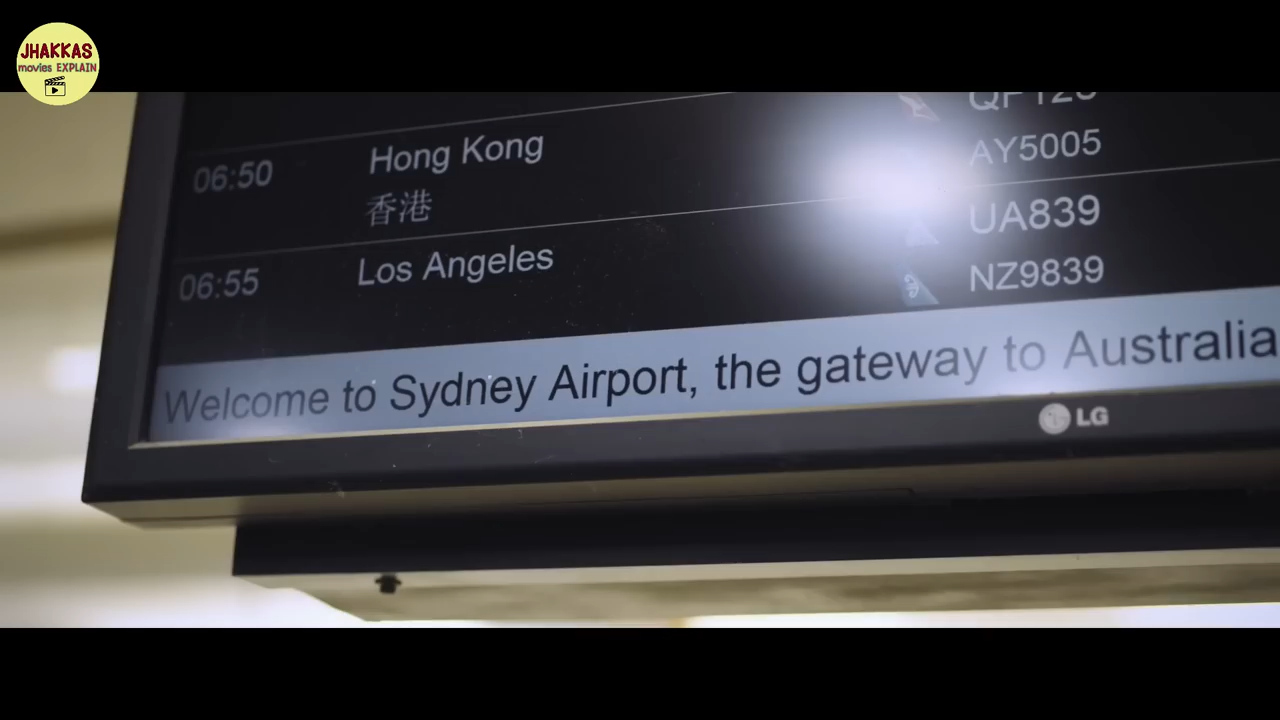 JHAKKAS
movies EXPLAIN
AY5005
06:50 Hong Kong
香港
UA839
06:55 Los Angeles
NZ9839
Welcome to Sydney Airport, the gateway to Australia
LG